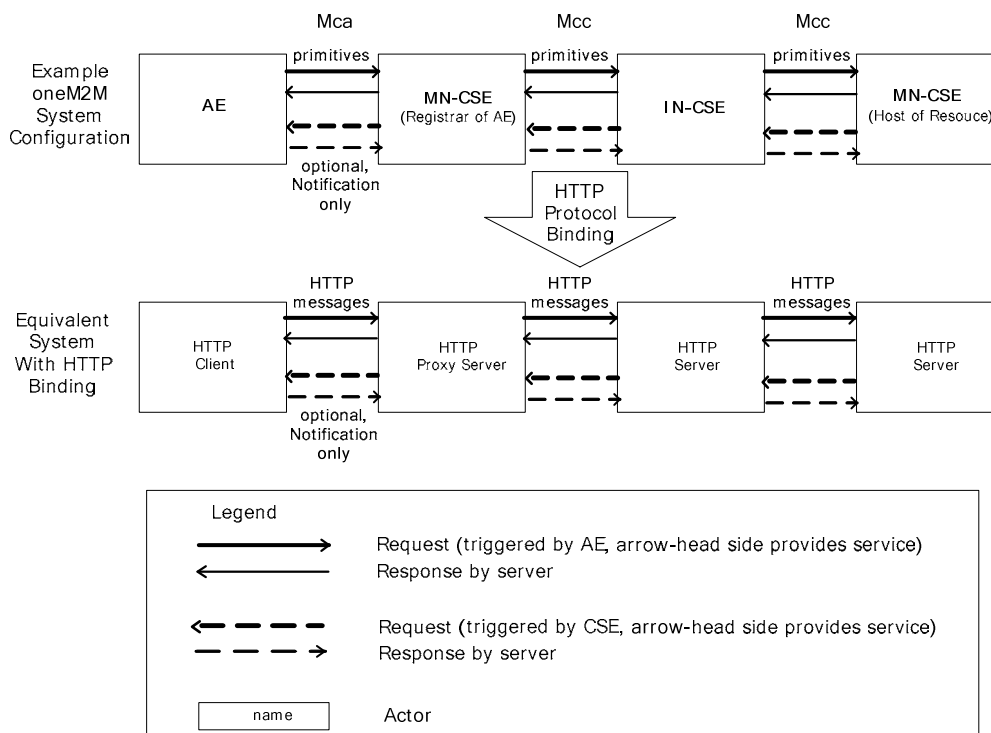 Mca
Mcc
Mcc
Example
oneM2M
System
Configuration
AE
primitives
MN-CSE
(Registrar of AE)
primitives
IN-CSE
primitives
MN-CSE
(Host of Resouce)
optional,
Notification
only
HTTP
Protocol
Binding
Equivalent
System
With HTTP
Binding
HTTP
Client
HTTP
messages
HTTP
Proxy Server
HTTP
messages
HTTP
Server
HTTP
messages
HTTP
Server
optional,
Notification
only
Legend
Request (triggered by AE, arrow-head side provides service)
Response by server
Request (triggered by CSE, arrow-head side provides service)
Response by server
name
Actor